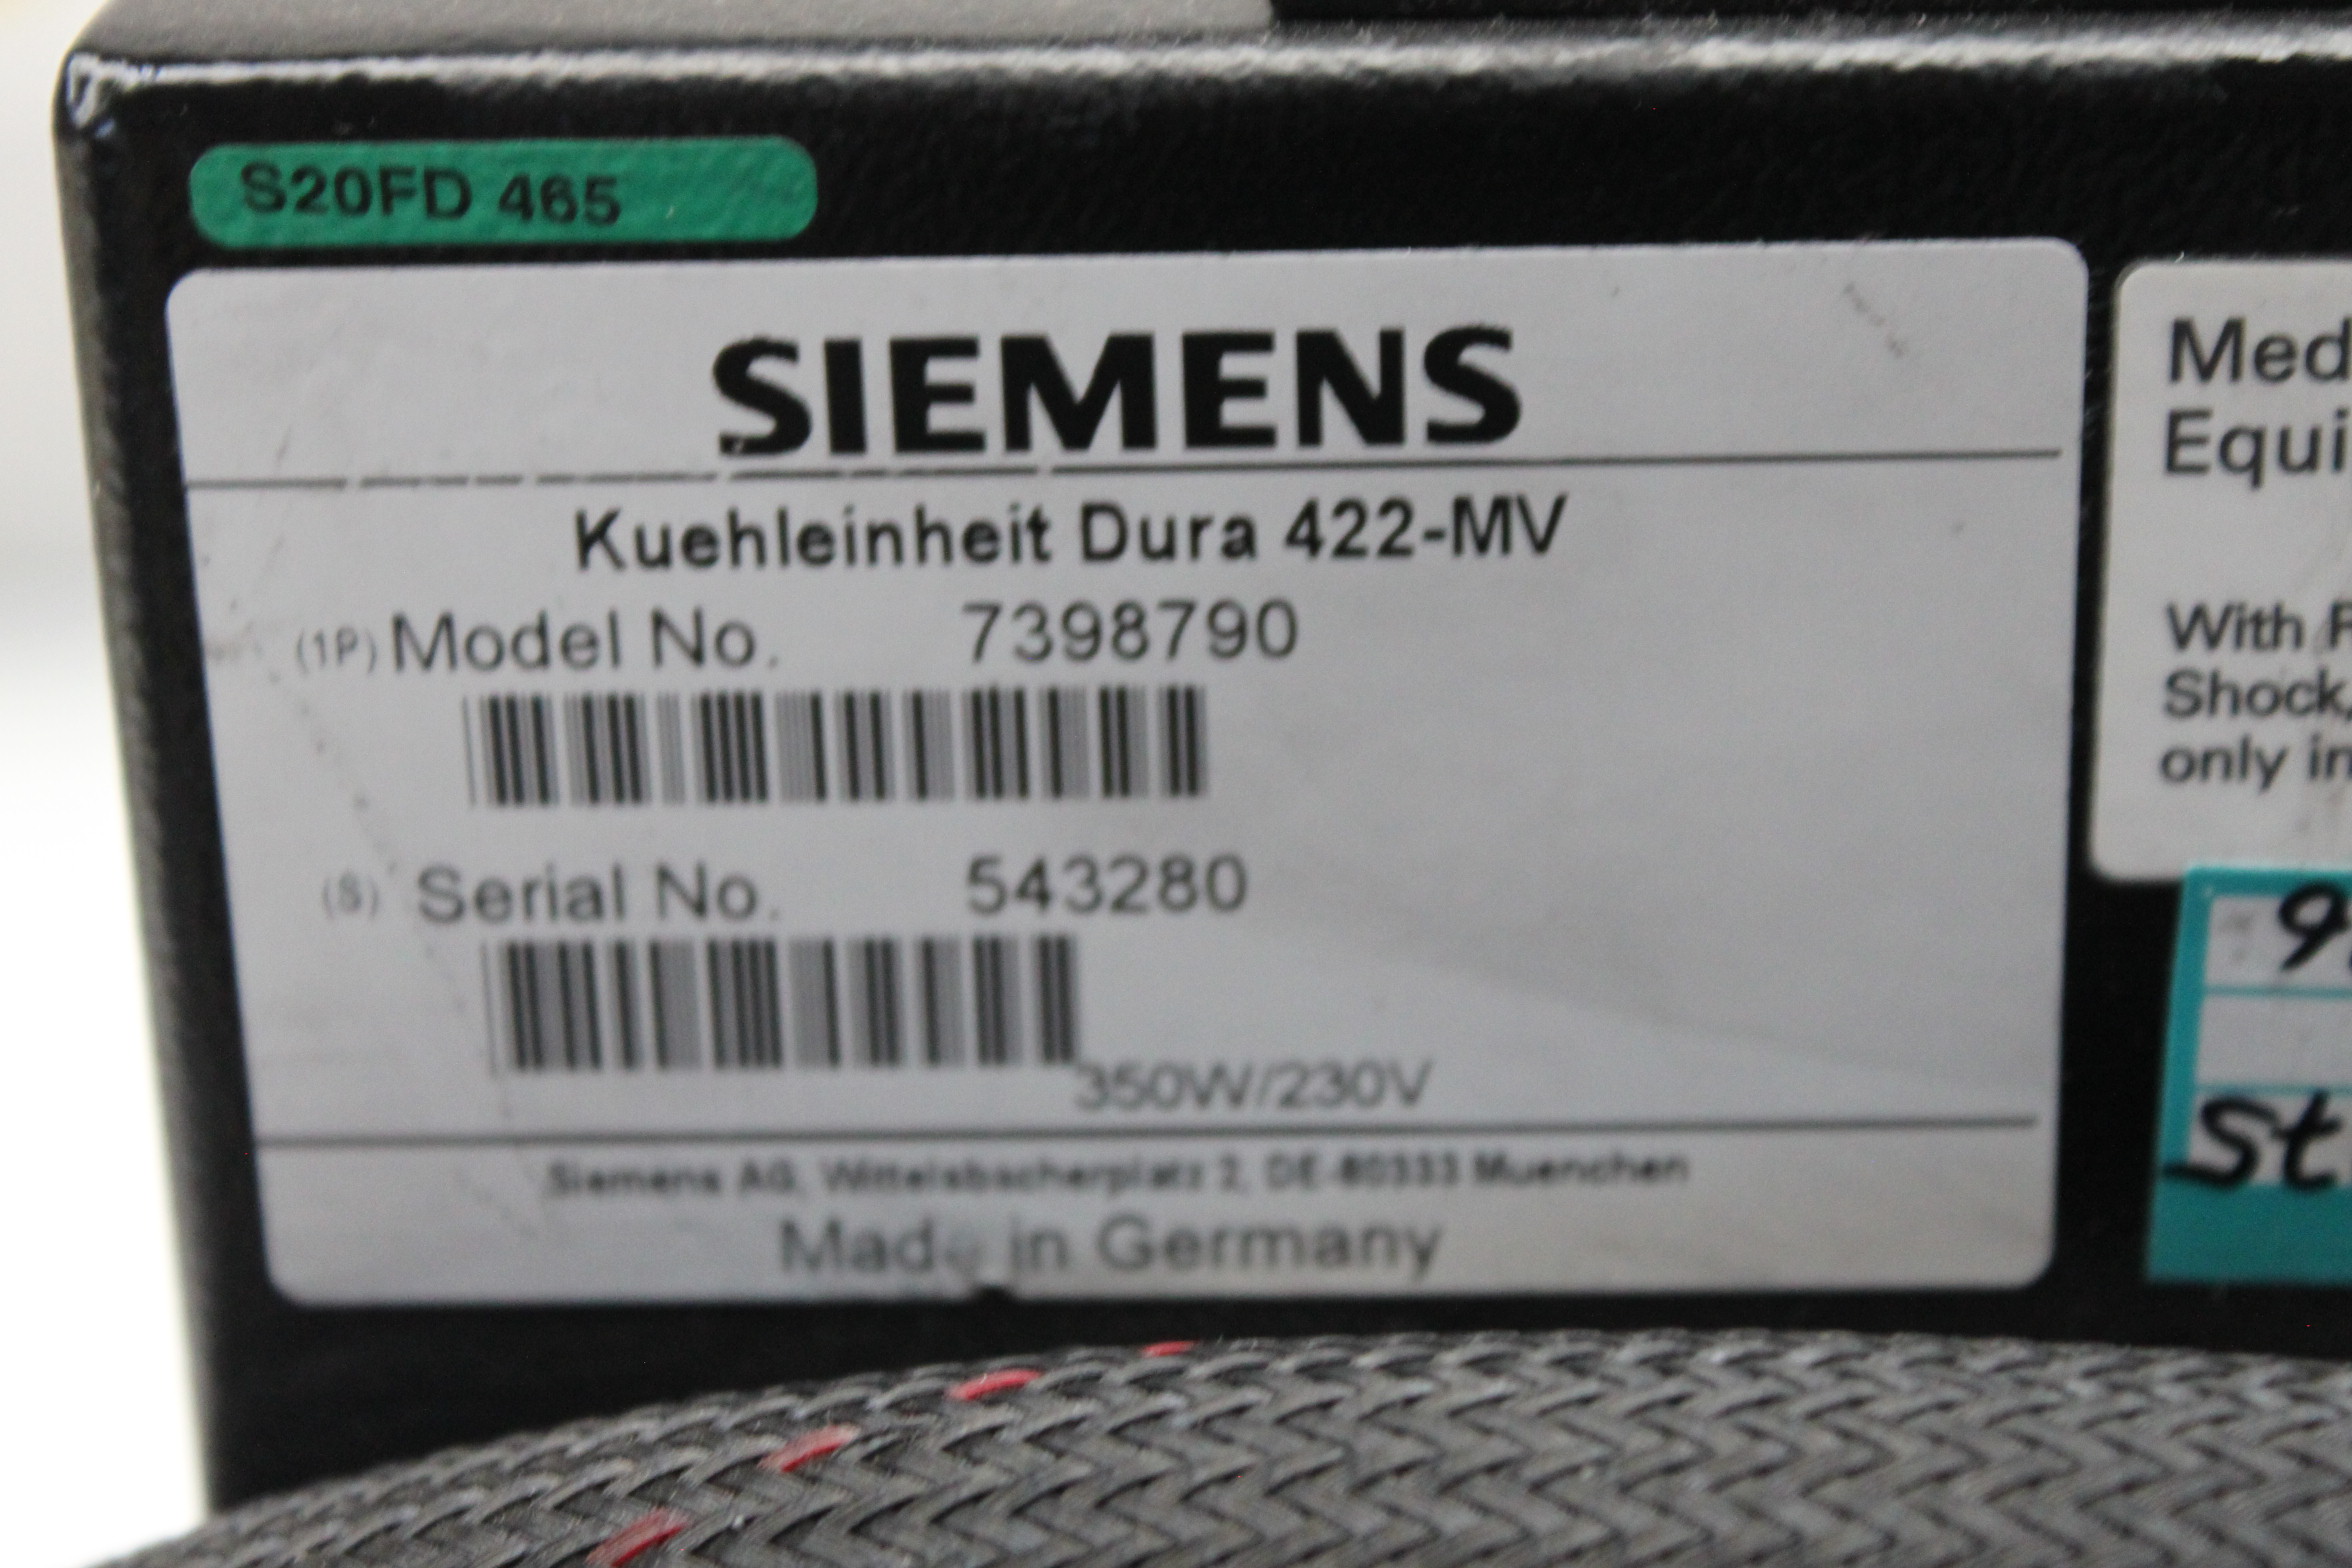 S20FD 465
SIEMENS
Kuehleinheit Dura 422-MV
(1P) Model No. 7398790
(S) Serial No. 543280
350W/230V
Siemens AG, Wittelsbacherplatz 2, DE-80333 Muenchen
Made in Germany
Med
Equi
With
Shock,
only in
St